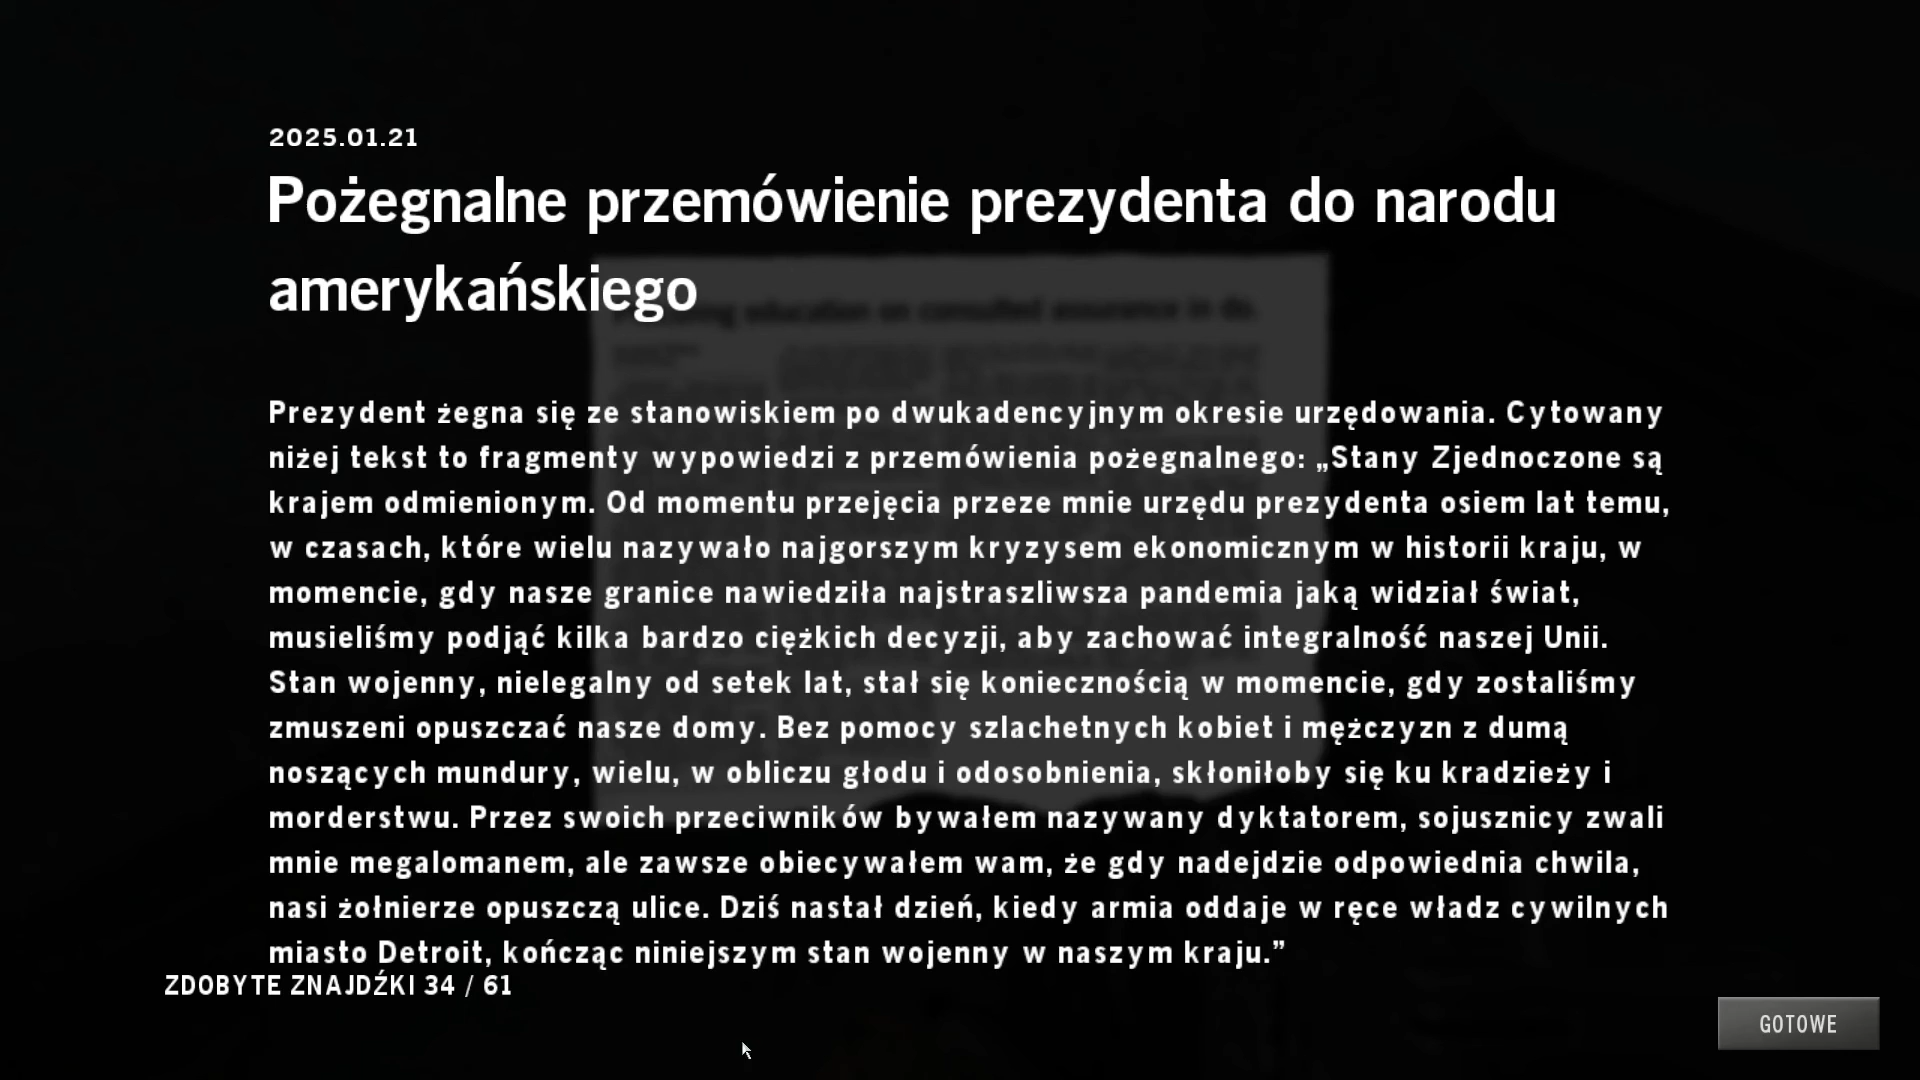 2025.01.21
Pożegnalne przemówienie prezydenta do narodu
amerykańskiego
education on consulted assurance in do.
Prezydent żegna się ze stanowiskiem po dwukadencyjnym okresie urzędowania. Cytowany
niżej tekst to fragmenty wypowiedzi z przemówienia pożegnalnego: „Stany Zjednoczone są
krajem odmienionym. Od momentu przejęcia przeze mnie urzędu prezydenta osiem lat temu,
w czasach, które wielu nazywało najgorszym kryzysem ekonomicznym w historii kraju, w
momencie, gdy nasze granice nawiedziła najstraszliwsza pandemia jaką widział świat,
musieliśmy podjąć kilka bardzo ciężkich decyzji, aby zachować integralność naszej Unii.
Stan wojenny, nielegalny od setek lat, stał się koniecznością w momencie, gdy zostaliśmy
zmuszeni opuszczać nasze domy. Bez pomocy szlachetnych kobiet i mężczyzn z dumą
noszących mundury, wielu, w obliczu głodu i odosobnienia, skłoniłoby się ku kradzieży i
morderstwu. Przez swoich przeciwników bywałem nazywany dyktatorem, sojusznicy zwali
mnie megalomanem, ale zawsze obiecywałem wam, że gdy nadejdzie odpowiednia chwila,
nasi żołnierze opuszczą ulice. Dziś nastał dzień, kiedy armia oddaje w ręce władz cywilnych
miasto Detroit, kończąc niniejszym stan wojenny w naszym kraju.”
ZDOBYTE ZNAJDŹKI 34 / 61
GOTOWE